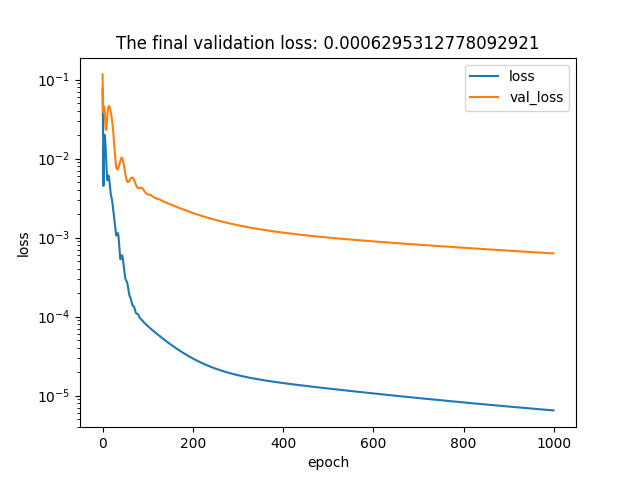 The final validation loss: 0.0006295312778092921
loss
val_loss
10⁻¹
10⁻²
10⁻³
10⁻⁴
10⁻⁵
loss
0
200
400
600
800
1000
epoch